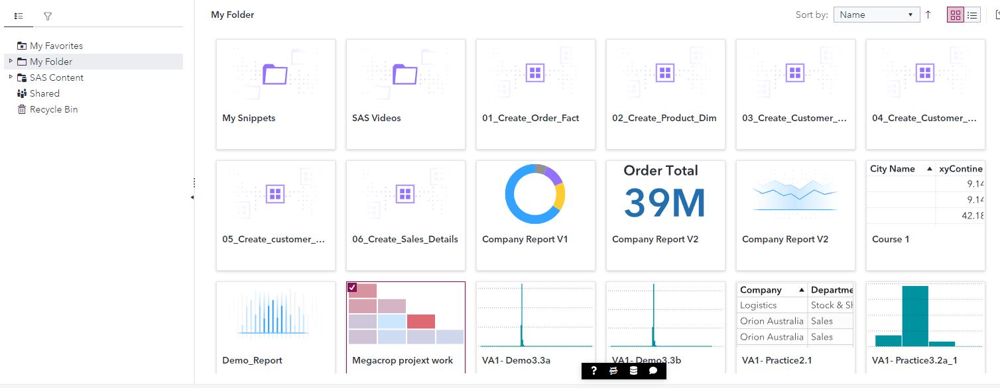 My Folder
Sort by: Name
My Favorites
My Folder
SAS Content
Shared
Recycle Bin
My Snippets
SAS Videos
01_Create_Order_Fact
02_Create_Product_Dim
03_Create_Customer_...
04_Create_Customer_...
Order Total
39M
City Name xyContine
9.14
9.14
42.18
05_Create_customer_...
06_Create_Sales_Details
Company Report V1
Company Report V2
Company Report V2
Course 1
Company Departme
Logistics Stock & Sh
Orion Australia Sales
Orion Australia Sales
Demo_Report
Megacrop projext work
VA1- Demo3.3a
VA1- Demo3.3b
VA1- Practice2.1
VA1- Practice3.2a_1